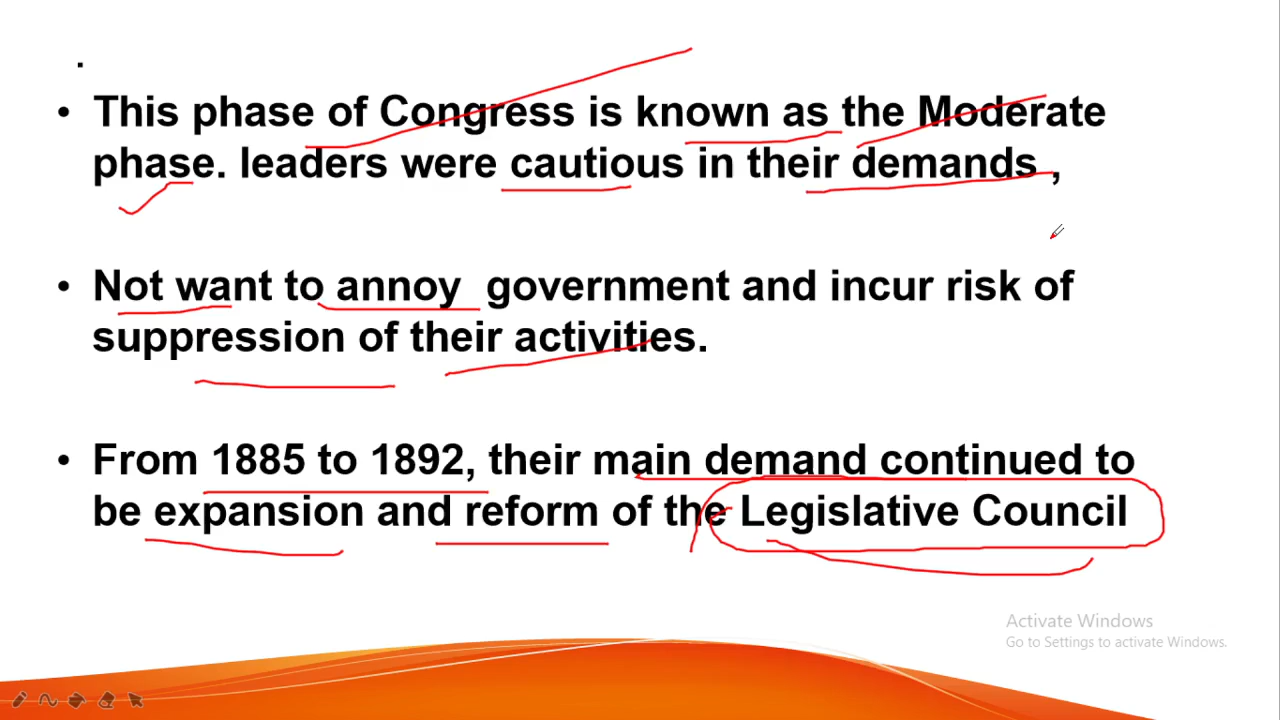 • This phase of Congress is known as the Moderate
phase. leaders were cautious in their demands ,
• Not want to annoy government and incur risk of
suppression of their activities.
• From 1885 to 1892, their main demand continued to
be expansion and reform of the Legislative Council
Activate Windows
Go to Settings to activate Windows.